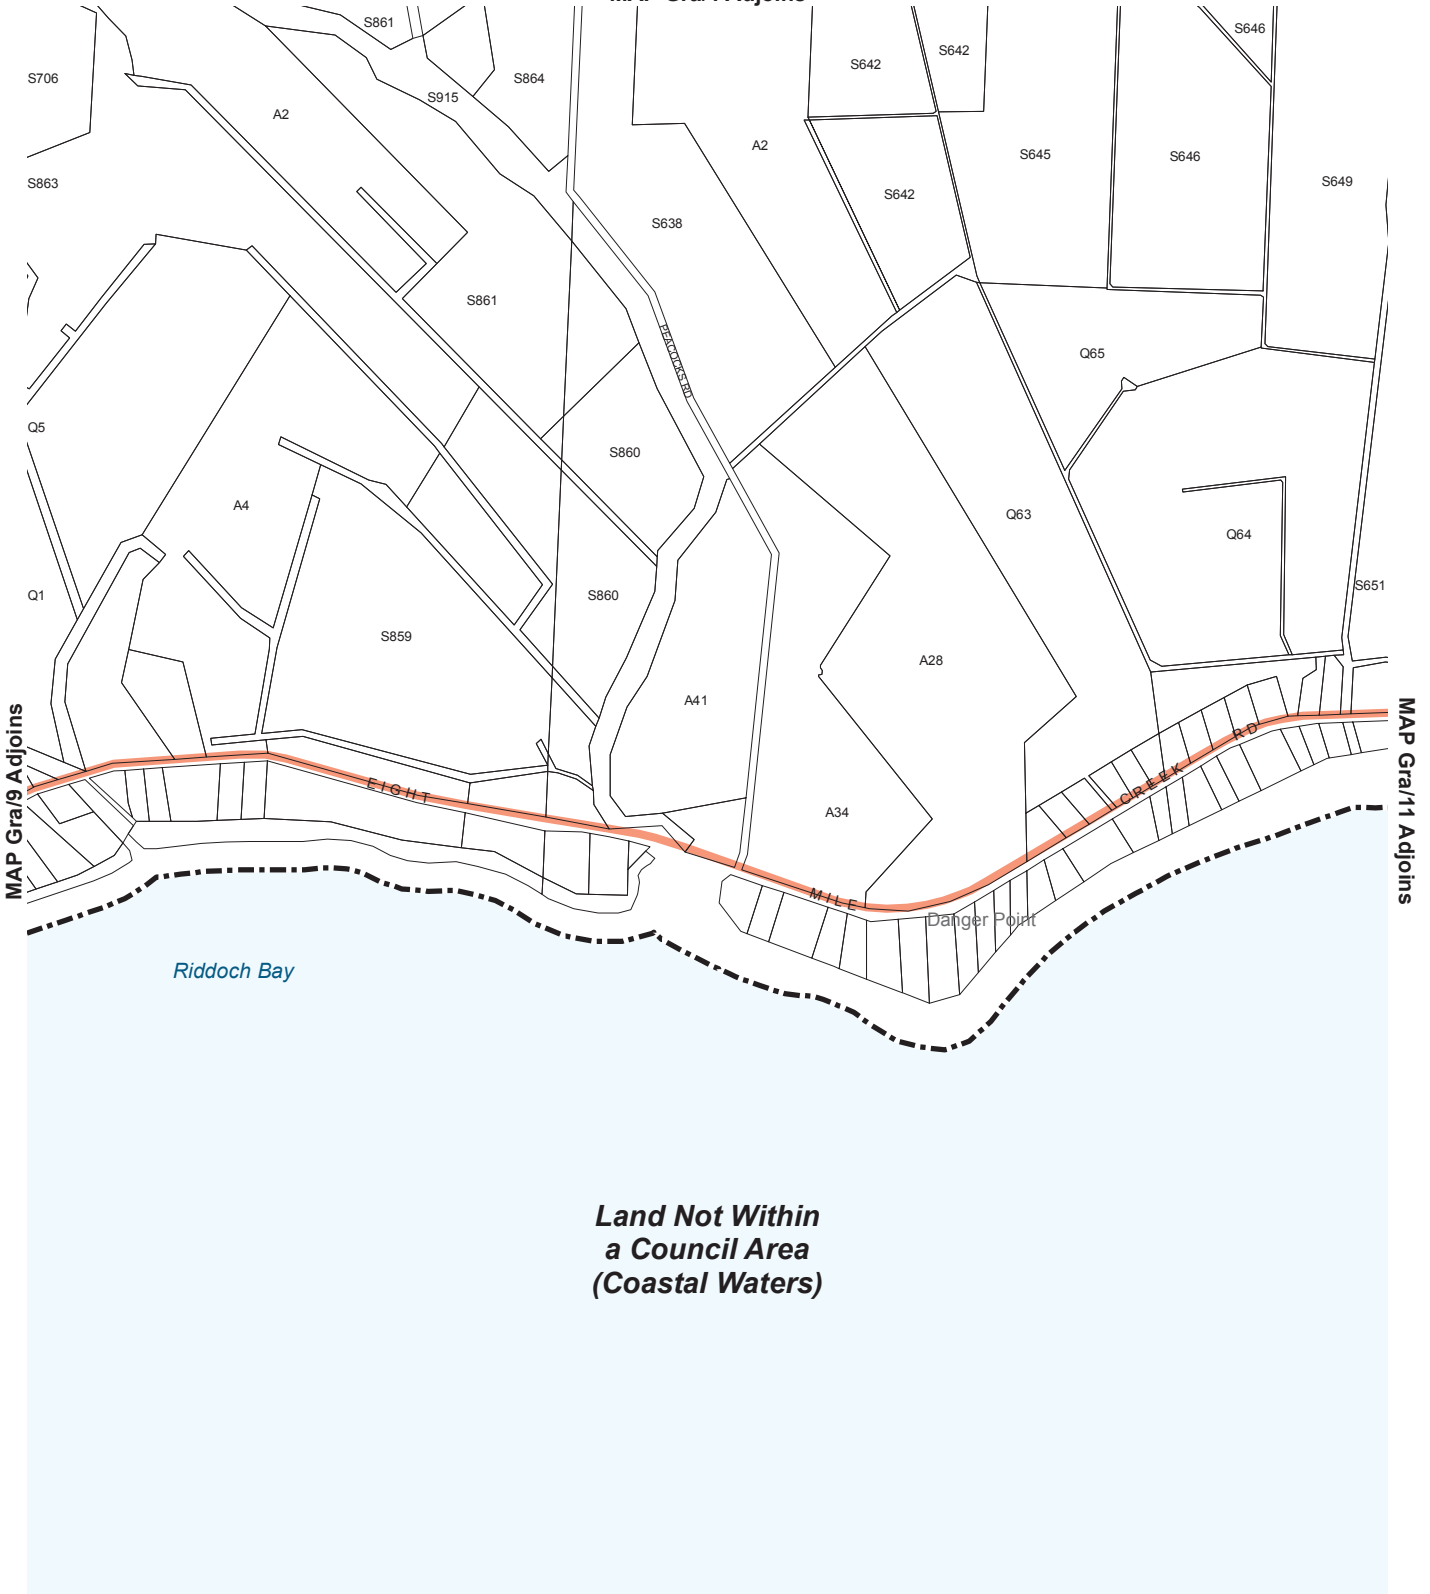 S861
S706
S864
S642
S642
S646
S915
A2
A2
S645
S646
S649
S863
S642
S638
S861
PEACOCKS RD
Q65
Q5
S860
A4
Q63
Q64
Q1
S860
S651
S859
A28
A41
MAP Gra/9 Adjoins
MAP Gra/11 Adjoins
EIGHT MILE CREEK RD
A34
Danger Point
Riddoch Bay
Land Not Within
a Council Area
(Coastal Waters)